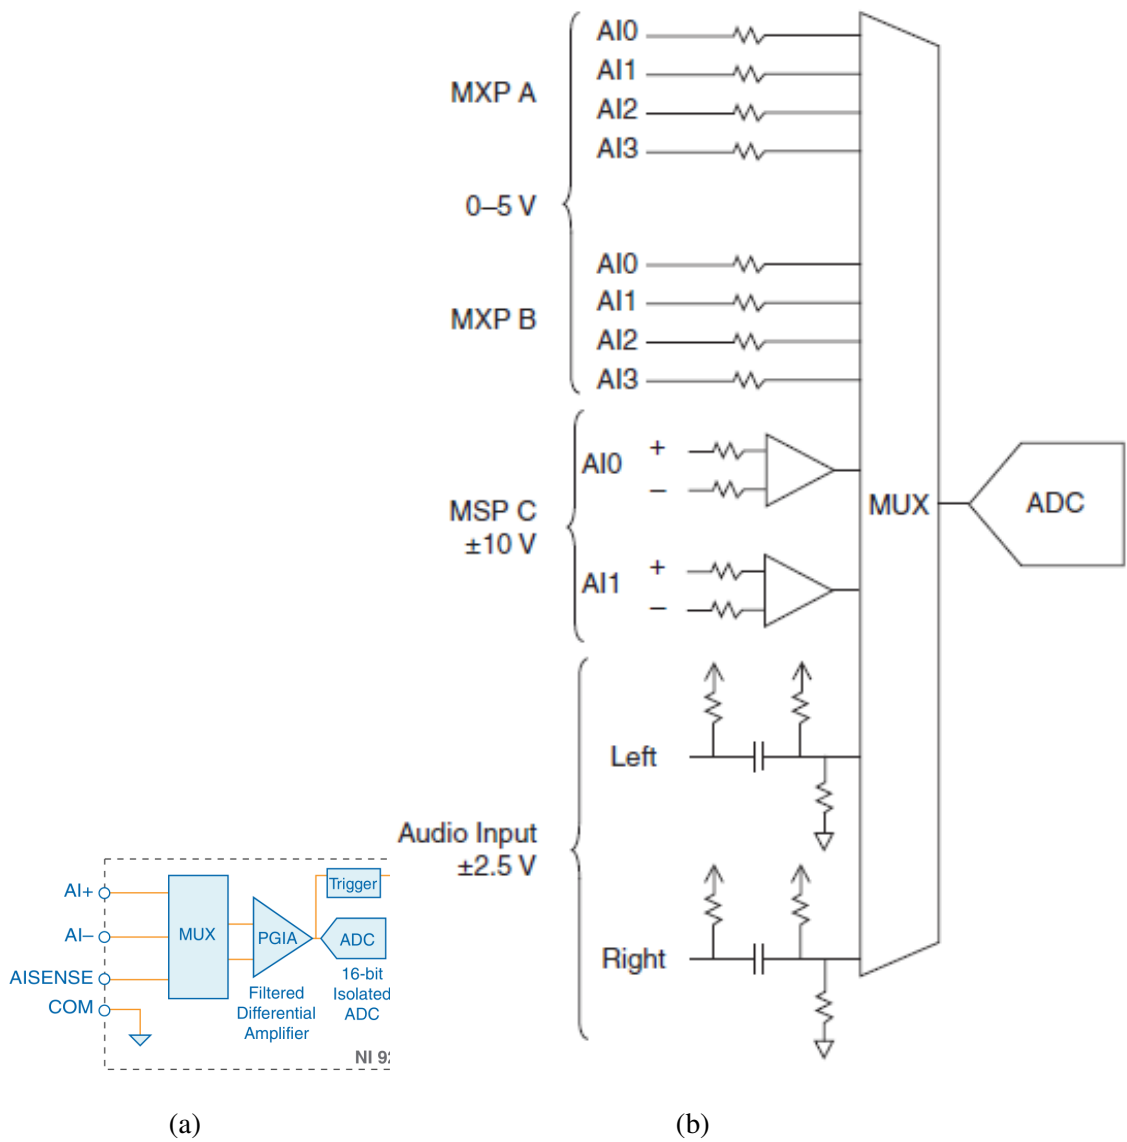 AI0
AI1
MXP A
AI2
AI3
0–5 V
AI0
AI1
MXP B
AI2
AI3
AI0
+
–
MSP C
±10 V
AI1
+
–
MUX
ADC
Left
Audio Input
±2.5 V
Right
AI+
AI–
AISENSE
COM
MUX
PGIA
Trigger
ADC
Filtered
Differential
Amplifier
16-bit
Isolated
ADC
NI 92
(a)
(b)